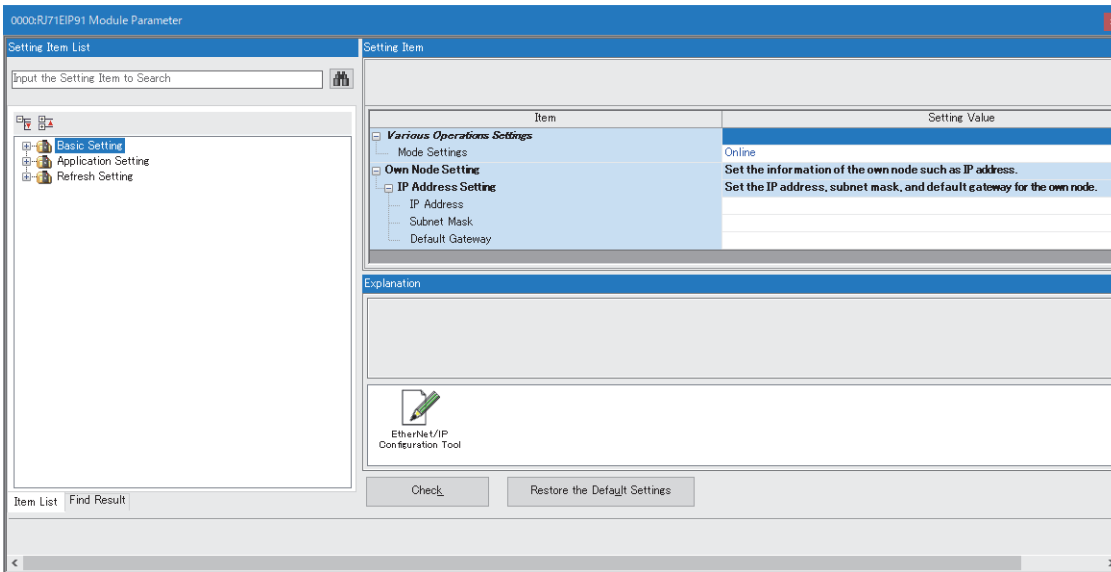 0000:RJ71EIP91 Module Parameter
Setting Item List
Input the Setting Item to Search
Basic Setting
Application Setting
Refresh Setting
Item List Find Result
Setting Item
Item Setting Value
Various Operations Settings
Mode Settings Online
Own Node Setting Set the information of the own node such as IP address.
IP Address Setting Set the IP address, subnet mask, and default gateway for the own node.
IP Address
Subnet Mask
Default Gateway
Explanation
EtherNet/IP
Configuration Tool
Check Restore the Default Settings